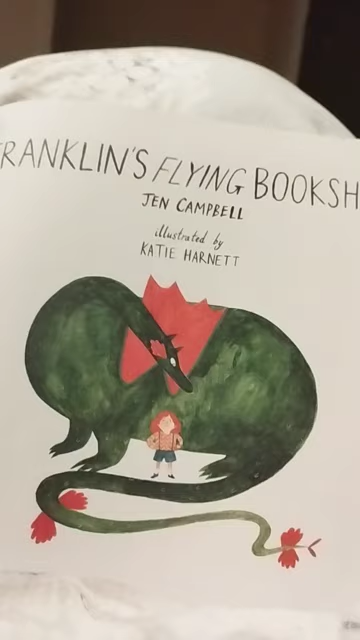 RANKLIN'S FLYING BOOKSH
JEN CAMPBELL
illustrated by
KATIE HARNETT